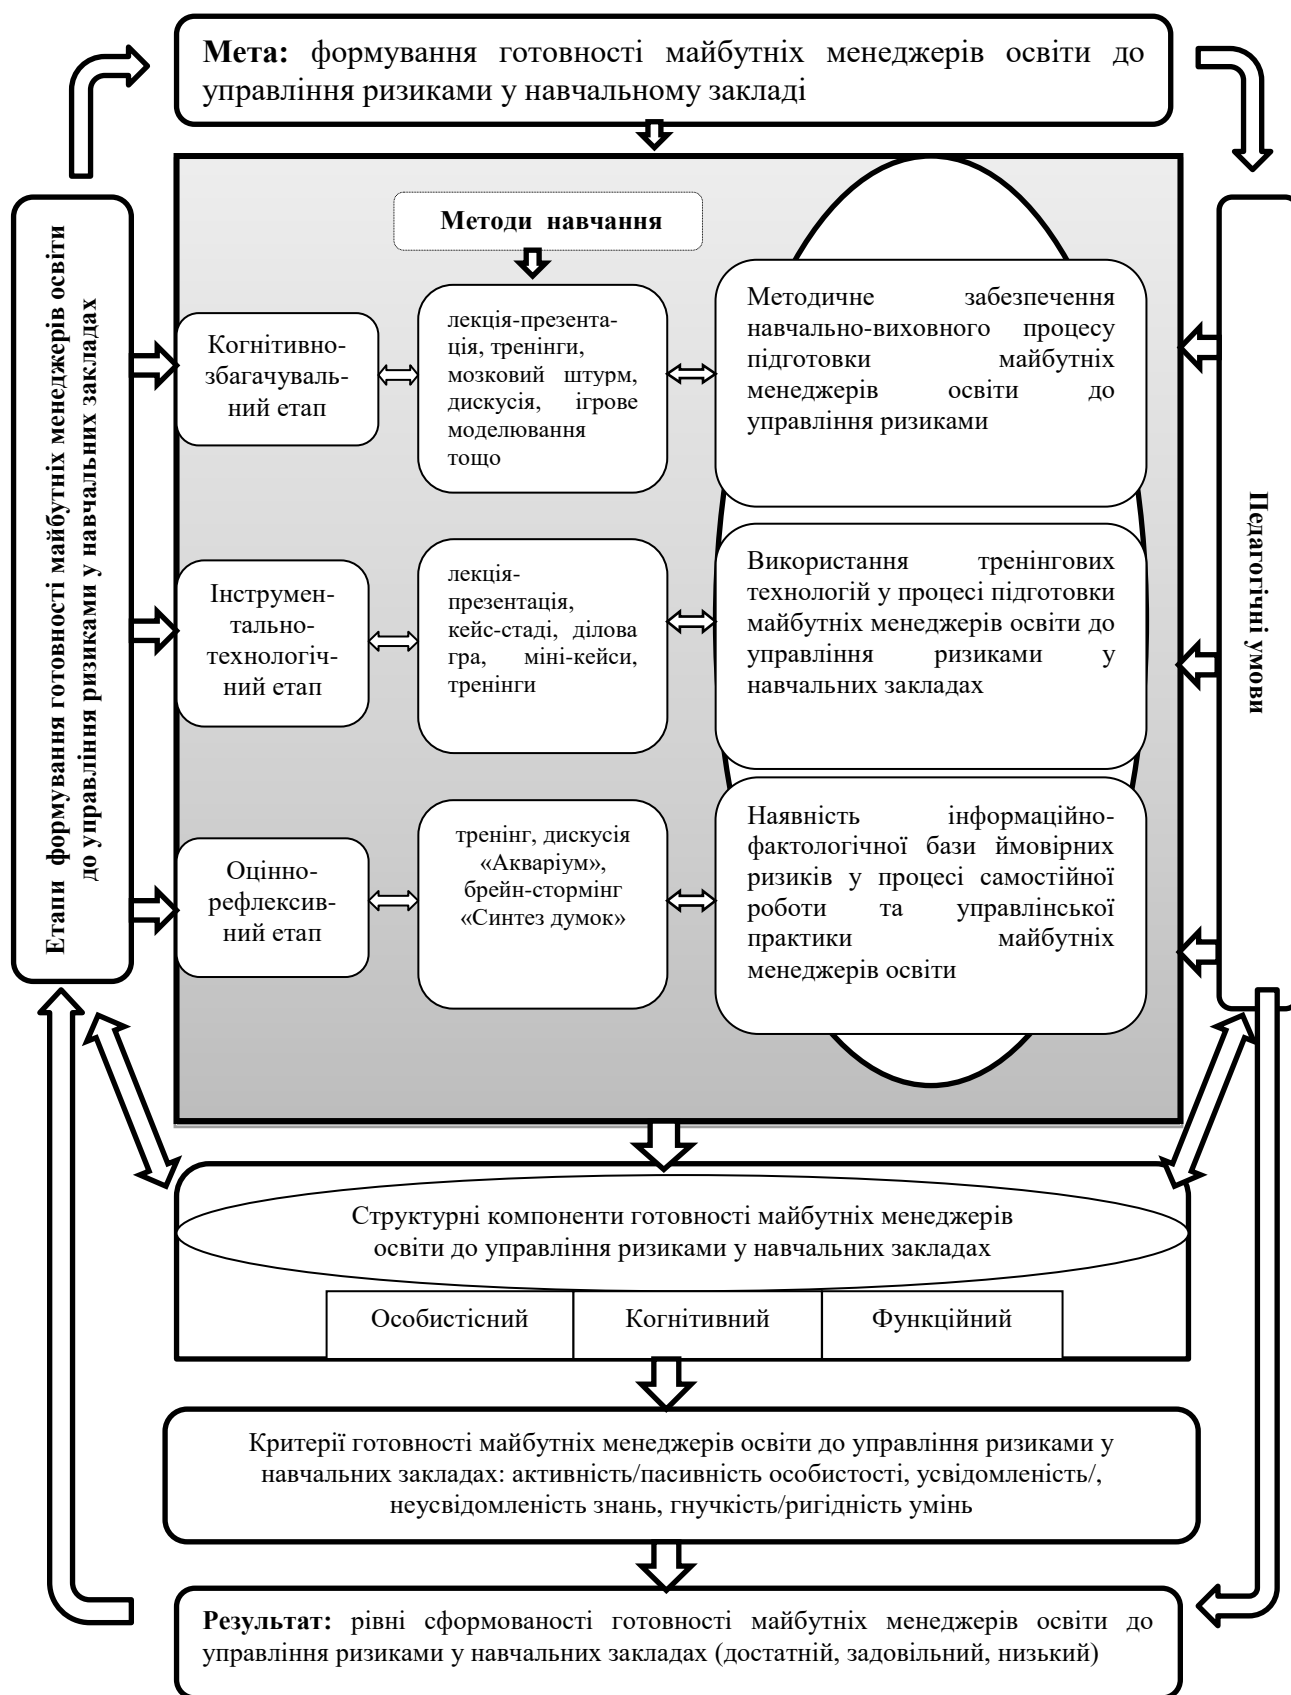 Мета: формування готовності майбутніх менеджерів освіти до
управління ризиками у навчальному закладі
Етапи формування готовності майбутніх менеджерів освіти
до управління ризиками у навчальних закладах
Методи навчання
Когнітивно-
збагачуваль-
ний етап
лекція-презента-
ція, тренінги,
мозковий штурм,
дискусія, ігрове
моделювання
тощо
Методичне забезпечення
навчально-виховного процесу
підготовки майбутніх
менеджерів освіти до
управління ризиками
Інструмен-
тально-
технологіч-
ний етап
лекція-
презентація,
кейс-стаді, ділова
гра, міні-кейси,
тренінги
Використання тренінгових
технологій у процесі підготовки
майбутніх менеджерів освіти до
управління ризиками у
навчальних закладах
Оцінно-
рефлексив-
ний етап
тренінг, дискусія
«Акваріум»,
брейн-стормінг
«Синтез думок»
Наявність інформаційно-
фактологічної бази ймовірних
ризиків у процесі самостійної
роботи та управлінської
практики майбутніх
менеджерів освіти
Педагогічні умови
Структурні компоненти готовності майбутніх менеджерів
освіти до управління ризиками у навчальних закладах
Особистісний
Когнітивний
Функційний
Критерії готовності майбутніх менеджерів освіти до управління ризиками у
навчальних закладах: активність/пасивність особистості, усвідомленість/,
неусвідомленість знань, гнучкість/ригідність умінь
Результат: рівні сформованості готовності майбутніх менеджерів освіти до
управління ризиками у навчальних закладах (достатній, задовільний, низький)